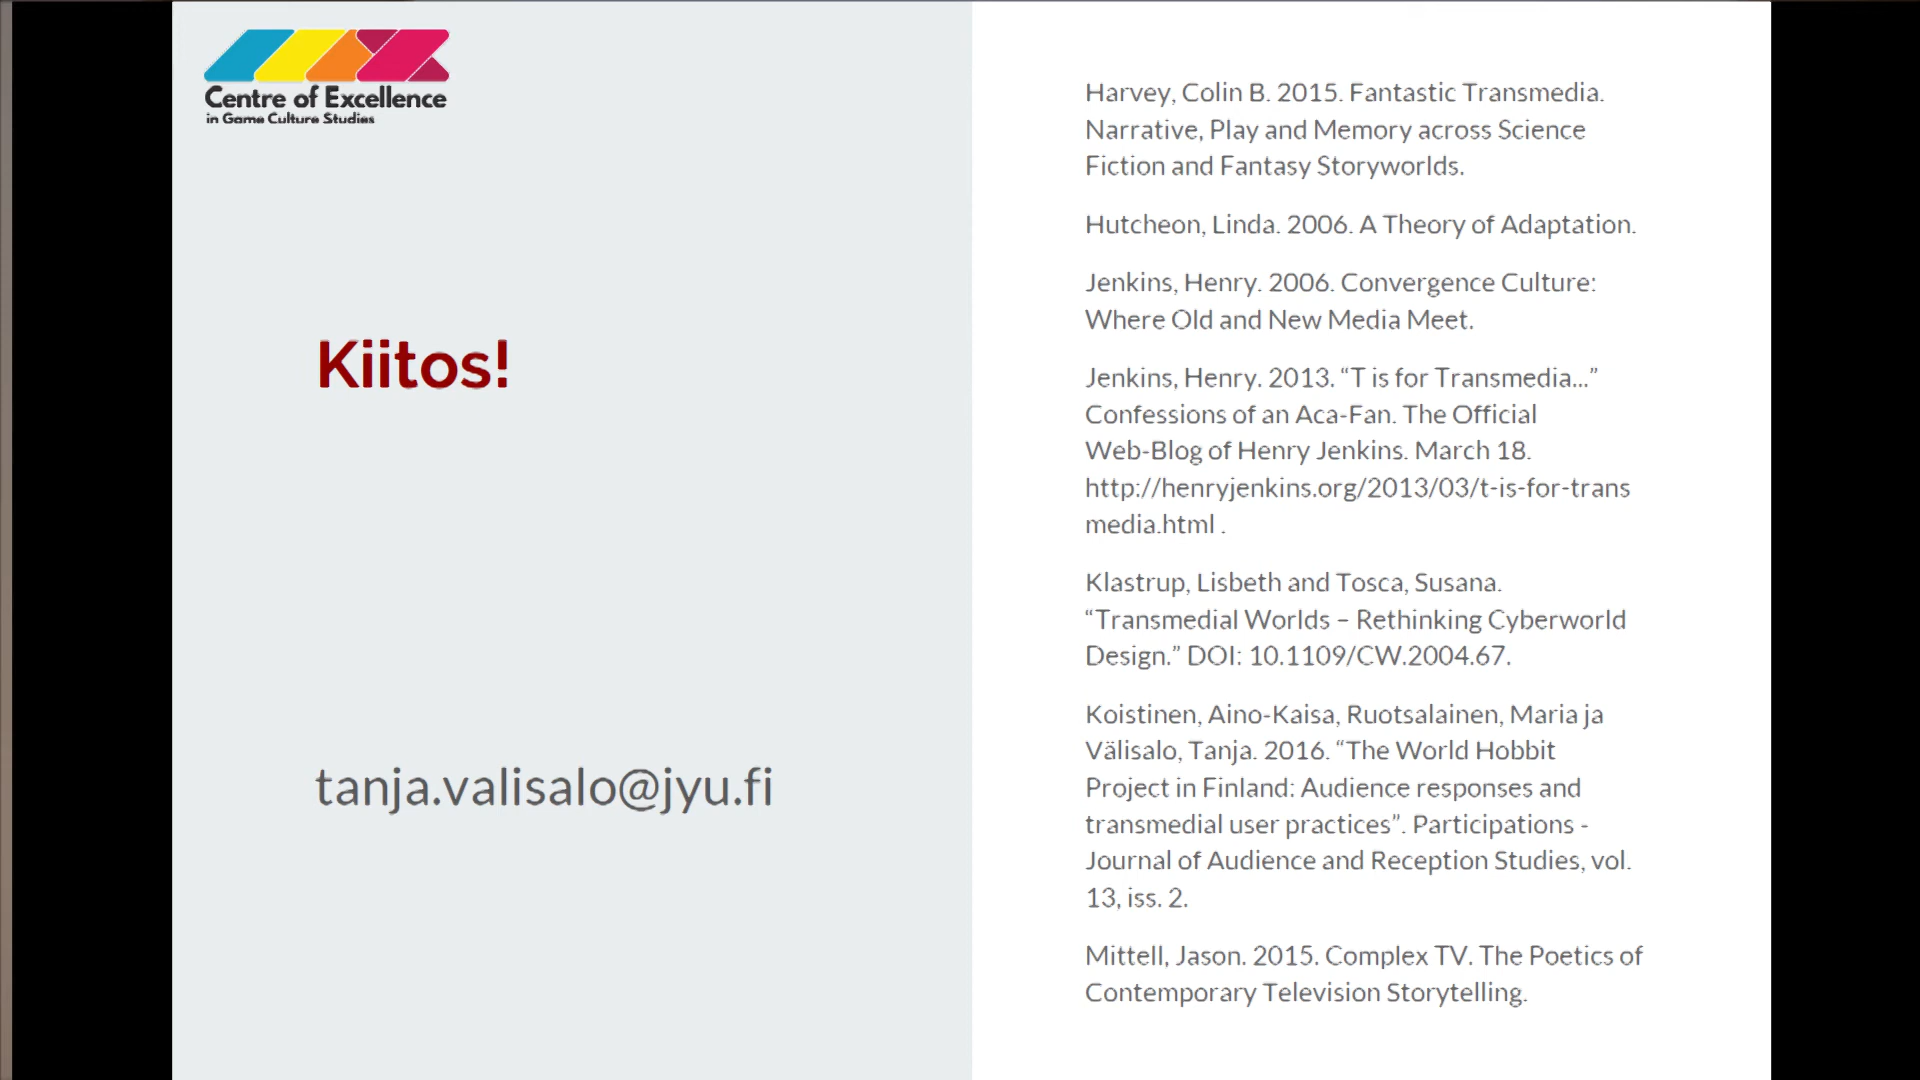 Centre of Excellence
in Game Culture Studies
Kiitos!
tanja.valisalo@jyu.fi
Harvey, Colin B. 2015. Fantastic Transmedia.
Narrative, Play and Memory across Science
Fiction and Fantasy Storyworlds.
Hutcheon, Linda. 2006. A Theory of Adaptation.
Jenkins, Henry. 2006. Convergence Culture:
Where Old and New Media Meet.
Jenkins, Henry. 2013. “T is for Transmedia...”
Confessions of an Aca-Fan. The Official
Web-Blog of Henry Jenkins. March 18.
http://henryjenkins.org/2013/03/t-is-for-trans
media.html .
Klastrup, Lisbeth and Tosca, Susana.
“Transmedial Worlds – Rethinking Cyberworld
Design.” DOI: 10.1109/CW.2004.67.
Koistinen, Aino-Kaisa, Ruotsalainen, Maria ja
Välisalo, Tanja. 2016. “The World Hobbit
Project in Finland: Audience responses and
transmedial user practices”. Participations -
Journal of Audience and Reception Studies, vol.
13, iss. 2.
Mittell, Jason. 2015. Complex TV. The Poetics of
Contemporary Television Storytelling.